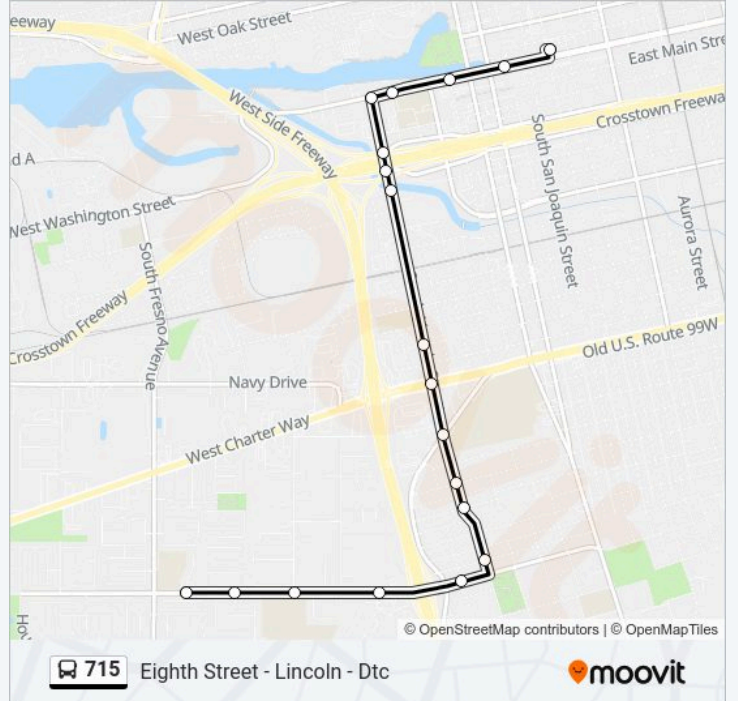 eeway
West Oak Street
East Main Stre
West Side Freeway
Crosstown Freewa
d A
South San Joaquin Street
West Washington Street
Aurora Street
South Fresno Avenue
Crosstown Freeway
Old U.S. Route 99W
Navy Drive
West Charter Way
Hov
© OpenStreetMap contributors | © OpenMapTiles
715 Eighth Street - Lincoln - Dtc
moovit